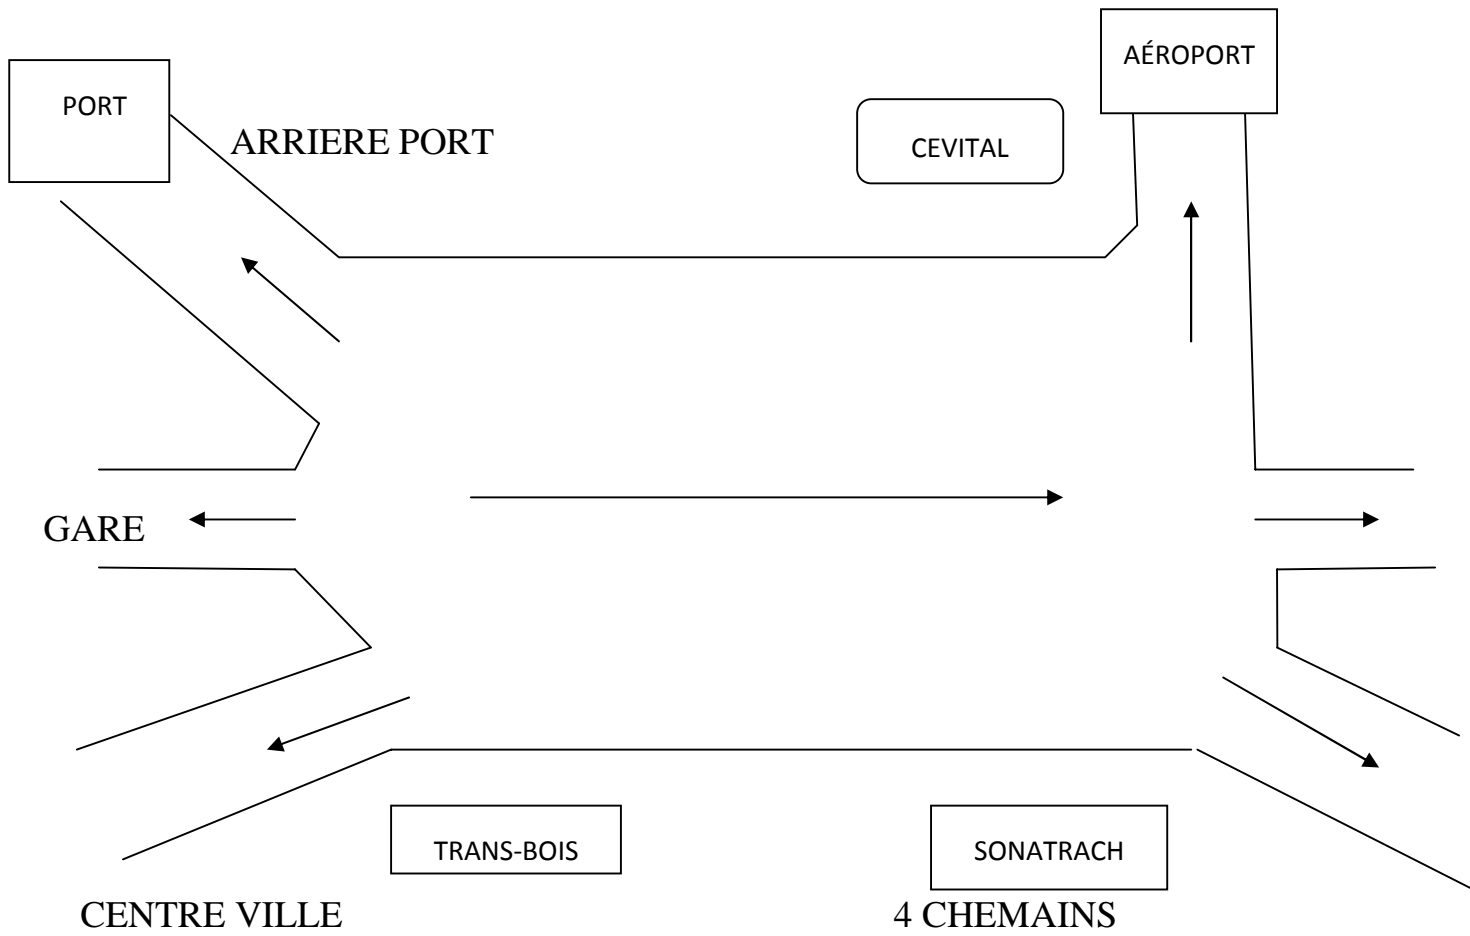 AÉROPORT
PORT
ARRIERE PORT
CEVITAL
GARE
TRANS-BOIS
SONATRACH
CENTRE VILLE
4 CHEMAINS